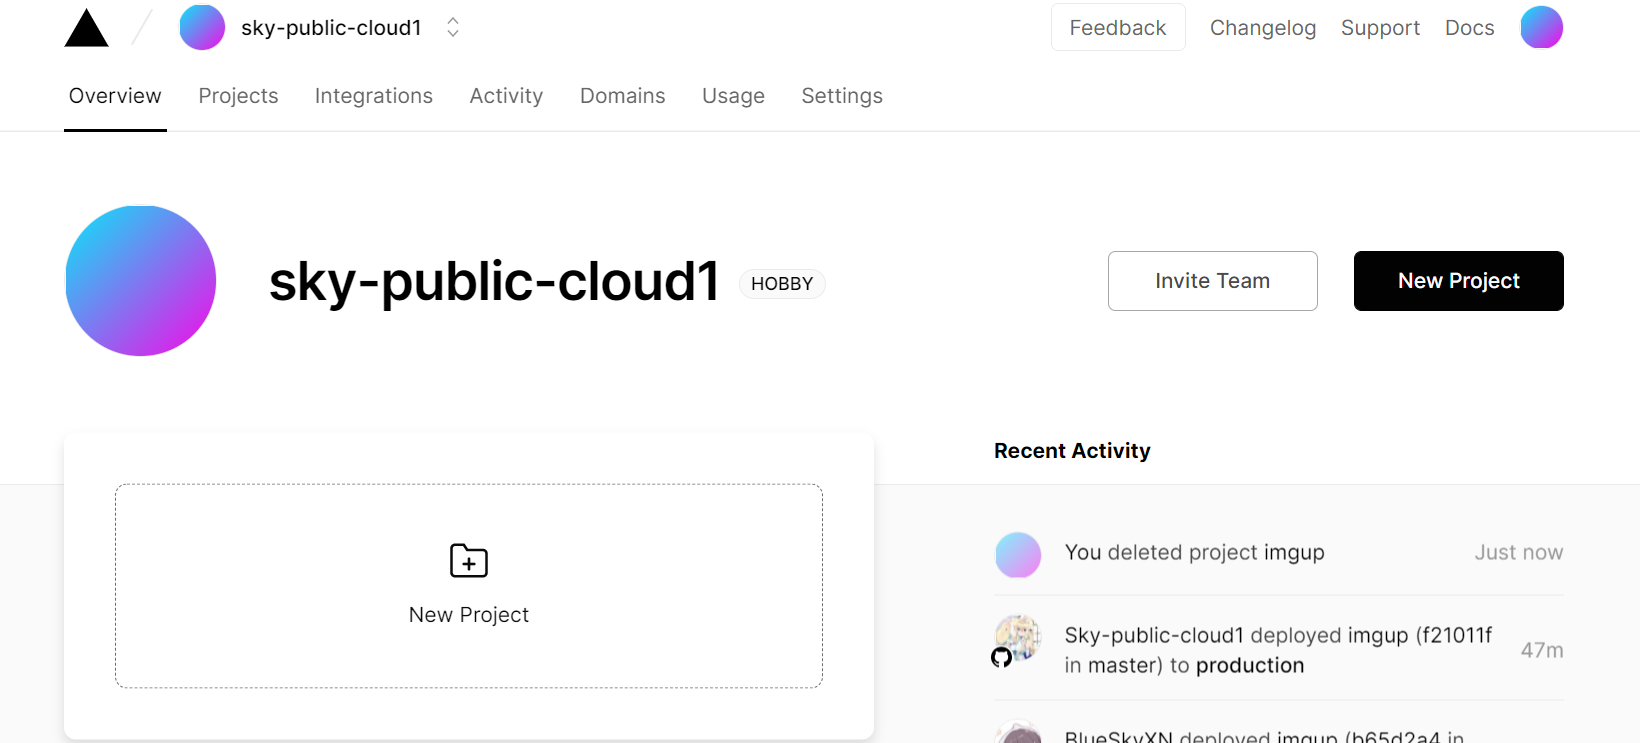 sky-public-cloud1
Feedback Changelog Support Docs
Overview Projects Integrations Activity Domains Usage Settings
sky-public-cloud1 HOBBY
Invite Team New Project
New Project
Recent Activity
You deleted project imgup Just now
Sky-public-cloud1 deployed imgup (f21011f
in master) to production 47m
BlueSkyXN deployed imgup (b65d2a4 in